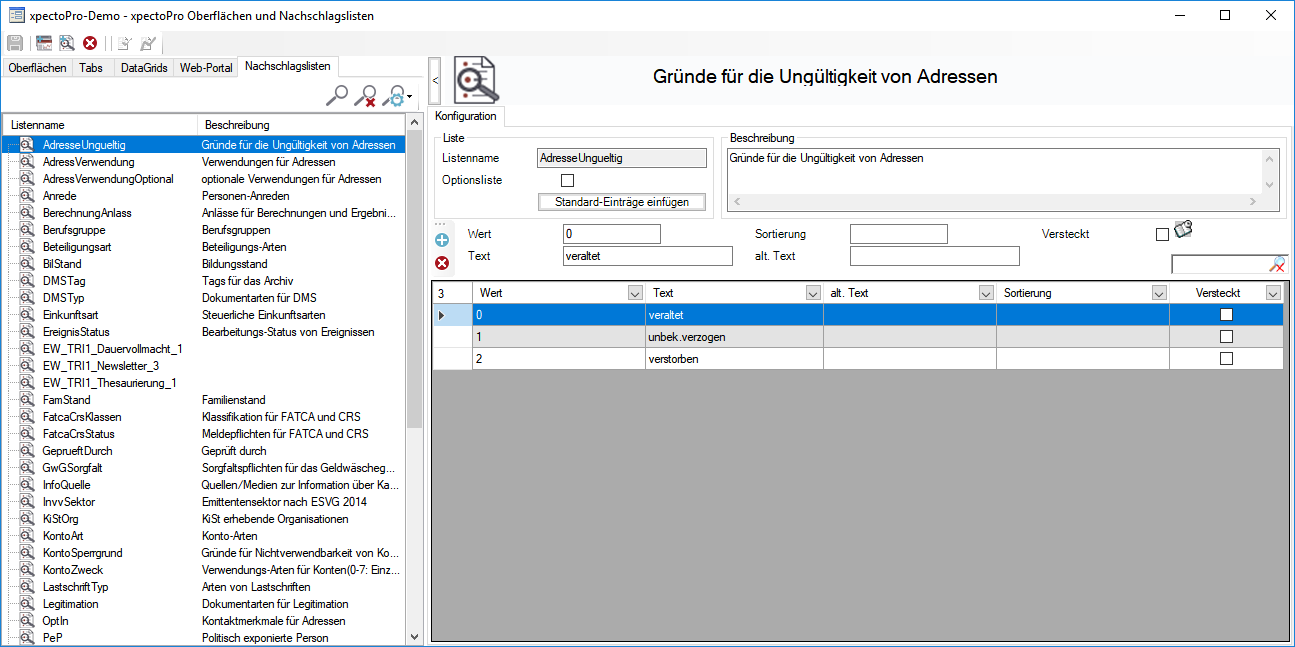 xpectoPro-Demo - xpectoPro Oberflächen und Nachschlagslisten
Oberflächen Tabs DataGrids Web-Portal Nachschlagslisten
Listenname Beschreibung
AdresseUngueltig Gründe für die Ungültigkeit von Adressen
AdressVerwendung Verwendungen für Adressen
AdressVerwendungOptional optionale Verwendungen für Adressen
Anrede Personen-Anreden
BerechnungAnlass Anlässe für Berechnungen und Ergebni...
Berufsgruppe Berufsgruppen
Beteiligungsart Beteiligungs-Arten
BilStand Bildungsstand
DMSTag Tags für das Archiv
DMSTyp Dokumentarten für DMS
Einkunftsart Steuerliche Einkunftsarten
EreignisStatus Bearbeitungs-Status von Ereignissen
EW_TRI1_Dauervollmacht_1
EW_TRI1_Newsletter_3
EW_TRI1_Thesaurierung_1
FamStand Familienstand
FatcaCrsKlassen Klassifikation für FATCA und CRS
FatcaCrsStatus Meldepflichten für FATCA und CRS
GeprueftDurch Geprüft durch
GwGSorgfalt Sorgfaltspflichten für das Geldwäscheg...
InfoQuelle Quellen/Medien zur Information über Ka...
InvvSektor Emittentensektor nach ESVG 2014
KiStOrg KiSt erhebende Organisationen
KontoArt Konto-Arten
KontoSperrgrund Gründe für Nichtverwendbarkeit von Ko...
KontoZweck Verwendungs-Arten für Konten(0-7: Einz...
LastschriftTyp Arten von Lastschriften
Legitimation Dokumentarten für Legitimation
OptIn Kontaktmerkmale für Adressen
PeP Politisch exponierte Person
<
Gründe für die Ungültigkeit von Adressen
Konfiguration
Liste
Listenname AdresseUngueltig
Optionsliste
Standard-Einträge einfügen
Beschreibung
Gründe für die Ungültigkeit von Adressen
Wert 0 Sortierung Versteckt
Text veraltet alt. Text
3 Wert Text alt. Text Sortierung Versteckt
0 veraltet
1 unbek.verzogen
2 verstorben